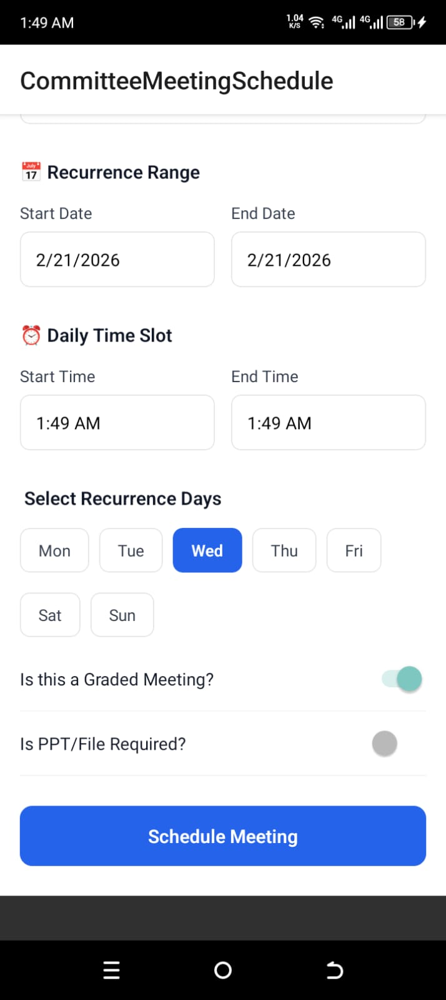 1:49 AM 1.04 K/S 4G 4G 58
CommitteeMeetingSchedule
July 17 Recurrence Range
Start Date End Date
2/21/2026 2/21/2026
Daily Time Slot
Start Time End Time
1:49 AM 1:49 AM
Select Recurrence Days
Mon Tue Wed Thu Fri
Sat Sun
Is this a Graded Meeting?
Is PPT/File Required?
Schedule Meeting